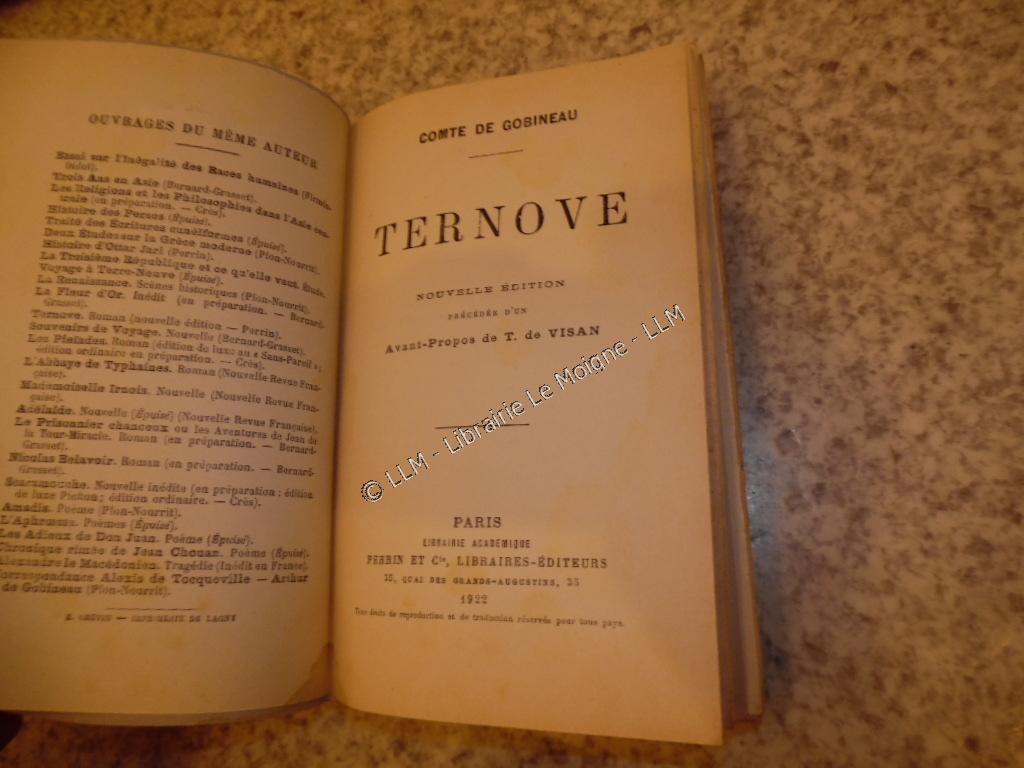 OUVRAGES DU MÊME AUTEUR
Essai sur l'Inégalité des Races humaines (Firmin-
Didot).
Trois Ans en Asie (Bernard-Grasset).
Les Religions et les Philosophies dans l'Asie cen-
trale (en préparation. — Crès).
Histoire des Perses (Épuisé).
Traité des Écritures cunéiformes (Épuisé).
Deux Études sur la Grèce moderne (Plon-Nourrit).
Histoire d'Ottar Jarl (Perrin).
La Troisième République et ce qu'elle vaut. Étude.
Voyage à Terre-Neuve (Épuisé).
La Renaissance. Scènes historiques (Plon-Nourrit).
La Fleur d'Or. Inédit (en préparation. — Bernard-
Grasset).
Ternove. Roman (nouvelle édition — Perrin).
Souvenirs de Voyage. Nouvelle (Bernard-Grasset).
Les Pleiades. Roman (édition de luxe au « Sans-Pareil » ;
édition ordinaire en préparation. — Crès).
L'Abbaye de Typhaines. Roman (Nouvelle Revue Fran-
çaise).
Mademoiselle Irnois. Nouvelle (Nouvelle Revue Fran-
çaise).
Adélaïde. Nouvelle (Épuisé) (Nouvelle Revue Française).
Le Prisonnier chanceux ou les Aventures de Jean de
la Tour-Miracle. Roman (en préparation. — Bernard-
Grasset).
Nicolas Belavoir. Roman (en préparation. — Bernard-
Grasset).
Scaramouche. Nouvelle inédite (en préparation : édition
de luxe Pichon ; édition ordinaire. — Crès).
Amadis. Poème (Plon-Nourrit).
L'Aphroessa. Poèmes (Épuisé).
Les Adieux de Don Juan. Poème (Épuisé).
Chronique rimée de Jean Chouan. Poème (Épuisé).
Alexandre le Macédonien. Tragédie (Inédit en France).
Correspondance Alexis de Tocqueville — Arthur
de Gobineau (Plon-Nourrit).
E. GREVIN — IMPRIMERIE DE LAGNY
COMTE DE GOBINEAU
TERNOVE
NOUVELLE ÉDITION
PRÉCÉDÉE D'UN
Avant-Propos de T. de VISAN
PARIS
LIBRAIRIE ACADÉMIQUE
PERRIN ET Cie, LIBRAIRES-ÉDITEURS
35, QUAI DES GRANDS-AUGUSTINS, 35
1922
Tous droits de reproduction et de traduction réservés pour tous pays.
© LLM - Librairie Le Moigne - LLM